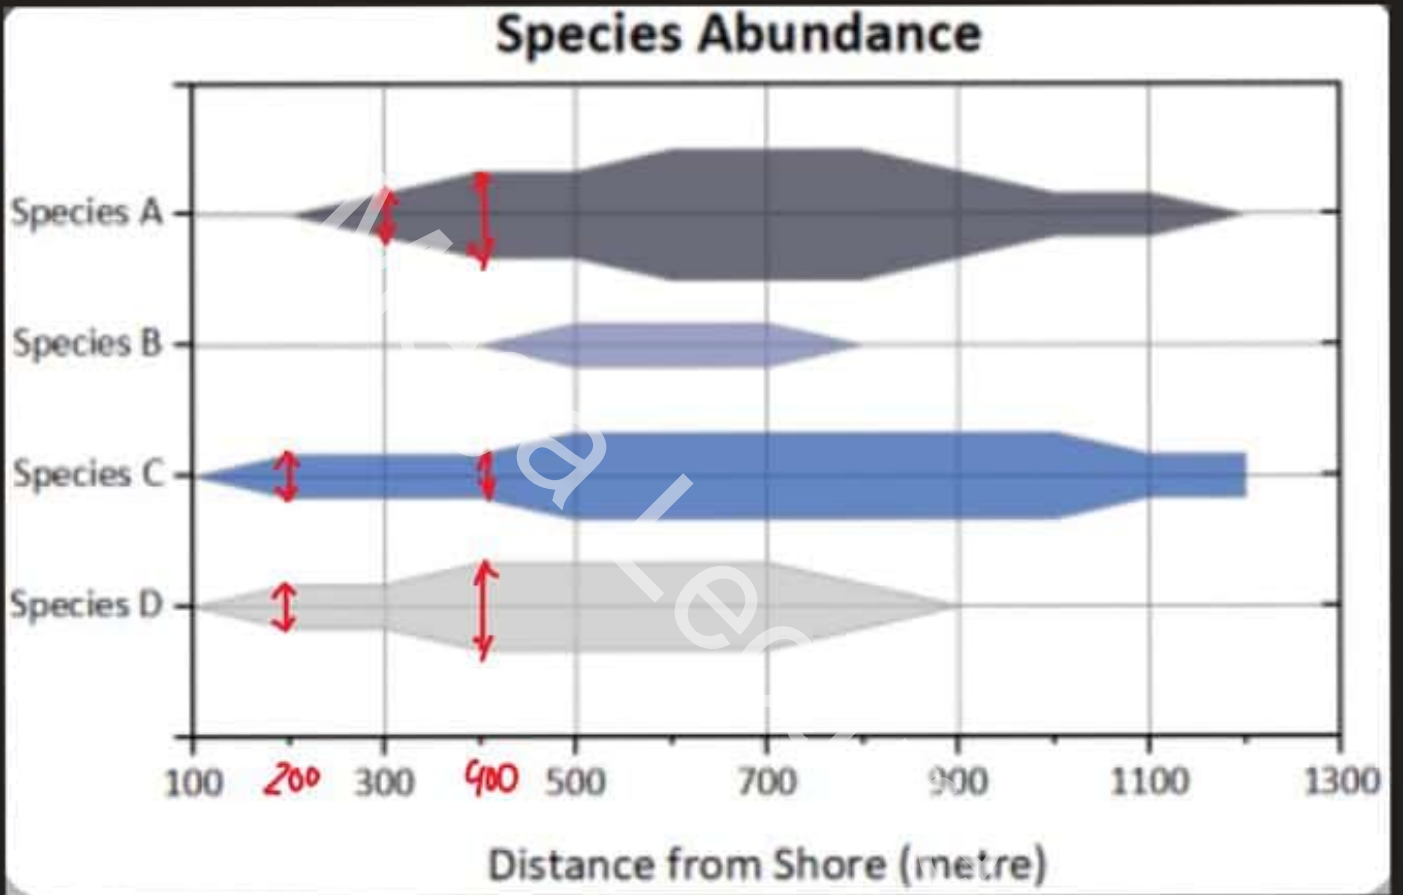 Species Abundance
Species A
Species B
Species C
Species D
100 200 300 400 500 700 900 1100 1300
Distance from Shore (metre)